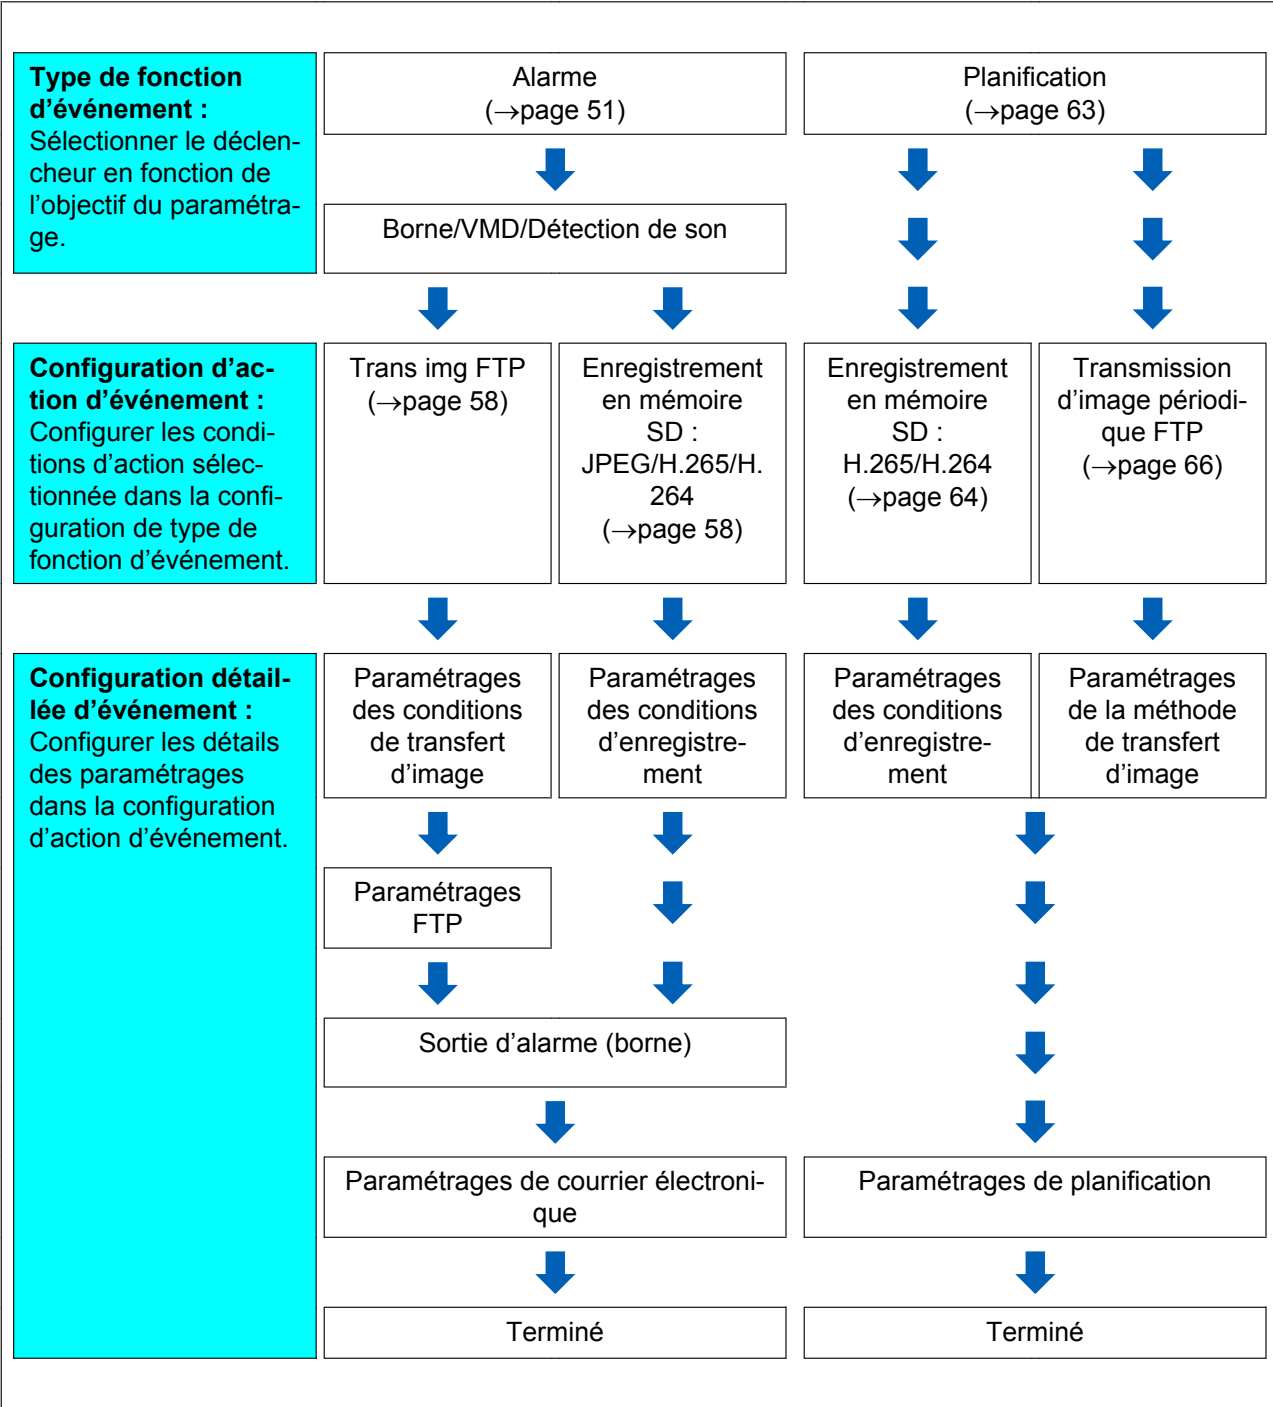 Type de fonction
d’événement :
Sélectionner le déclen-
cheur en fonction de
l’objectif du paramétra-
ge.
Alarme
(→page 51)
Planification
(→page 63)
Borne/VMD/Détection de son
Configuration d’ac-
tion d’événement :
Configurer les condi-
tions d’action sélec-
tionnée dans la confi-
guration de type de
fonction d’événement.
Trans img FTP
(→page 58)
Enregistrement
en mémoire
SD :
JPEG/H.265/H.
264
(→page 58)
Enregistrement
en mémoire
SD :
H.265/H.264
(→page 64)
Transmission
d’image périodi-
que FTP
(→page 66)
Configuration détail-
lée d’événement :
Configurer les détails
des paramétrages
dans la configuration
d’action d’événement.
Paramétrages
des conditions
de transfert
d’image
Paramétrages
des conditions
d’enregistre-
ment
Paramétrages
des conditions
d’enregistre-
ment
Paramétrages
de la méthode
de transfert
d’image
Paramétrages
FTP
Sortie d’alarme (borne)
Paramétrages de courrier électroni-
que
Paramétrages de planification
Terminé
Terminé